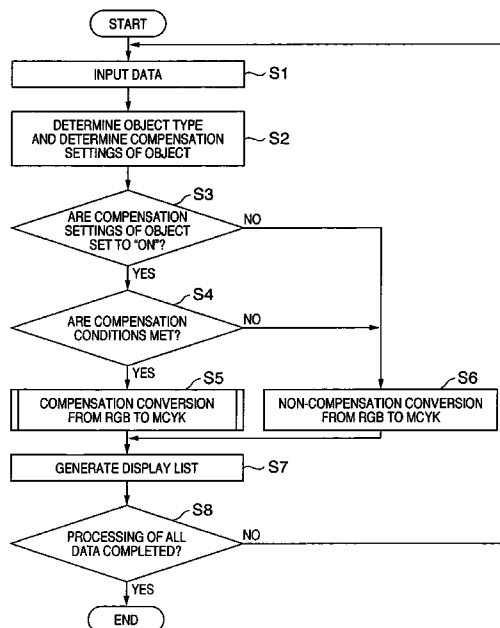 START
INPUT DATA
S1
DETERMINE OBJECT TYPE
AND DETERMINE COMPENSATION
SETTINGS OF OBJECT
S2
S3
ARE COMPENSATION
SETTINGS OF OBJECT
SET TO "ON"?
NO
YES
S4
ARE COMPENSATION
CONDITIONS MET?
NO
YES
S5
COMPENSATION CONVERSION
FROM RGB TO MCYK
S6
NON-COMPENSATION CONVERSION
FROM RGB TO MCYK
GENERATE DISPLAY LIST
S7
S8
PROCESSING OF ALL
DATA COMPLETED?
NO
YES
END